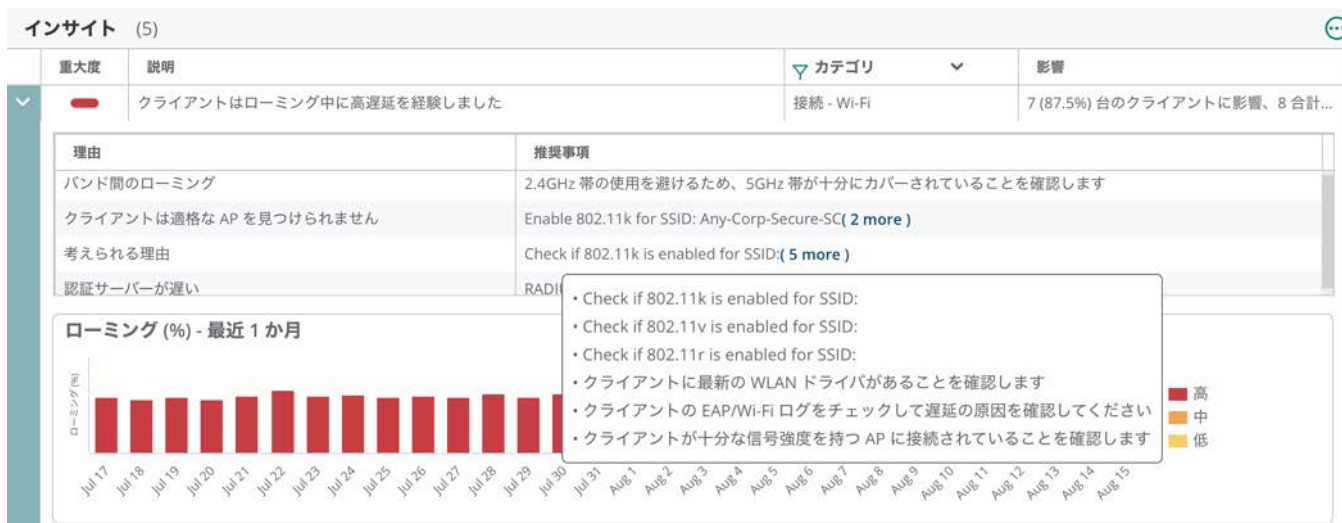 インサイト (5)
重大度 説明 カテゴリ 影響
クライアントはローミング中に高遅延を経験しました 接続 - Wi-Fi 7 (87.5%) 台のクライアントに影響、8 合計...
理由 推奨事項
バンド間のローミング 2.4GHz 帯の使用を避けるため、5GHz 帯が十分にカバーされていることを確認します
クライアントは適格な AP を見つけられません Enable 802.11k for SSID: Any-Corp-Secure-SC( 2 more )
考えられる理由 Check if 802.11k is enabled for SSID:( 5 more )
認証サーバーが遅い
• Check if 802.11k is enabled for SSID:
• Check if 802.11v is enabled for SSID:
• Check if 802.11r is enabled for SSID:
• クライアントに最新の WLAN ドライバがあることを確認します
• クライアントの EAP/Wi-Fi ログをチェックして遅延の原因を確認してください
• クライアントが十分な信号強度を持つ AP に接続されていることを確認します
ローミング (%) - 最近 1 か月
ローミング (%)
高
中
低
Jul 17 Jul 18 Jul 19 Jul 20 Jul 21 Jul 22 Jul 23 Jul 24 Jul 25 Jul 26 Jul 27 Jul 28 Jul 29 Jul 30 Jul 31 Aug 1 Aug 2 Aug 3 Aug 4 Aug 5 Aug 6 Aug 7 Aug 8 Aug 9 Aug 10 Aug 11 Aug 12 Aug 13 Aug 14 Aug 15